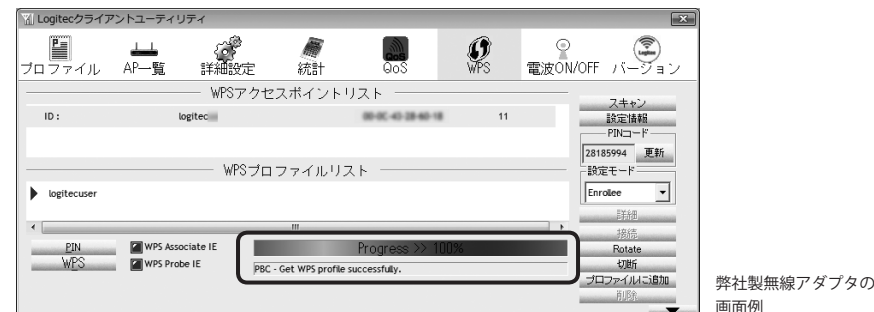 Logitecクライアントユーティリティ
プロファイル AP一覧 詳細設定 統計 QoS WPS 電波ON/OFF バージョン
WPSアクセスポイントリスト
ID : logitec 11
スキャン
設定情報
PINコード
28185994 更新
設定モード
Enrollee
WPSプロファイルリスト
logitecuser
詳細
接続
Rotate
切断
プロファイルに追加
削除
PIN WPS Associate IE
WPS WPS Probe IE
Progress >> 100%
PBC - Get WPS profile successfully.
弊社製無線アダプタの
画面例